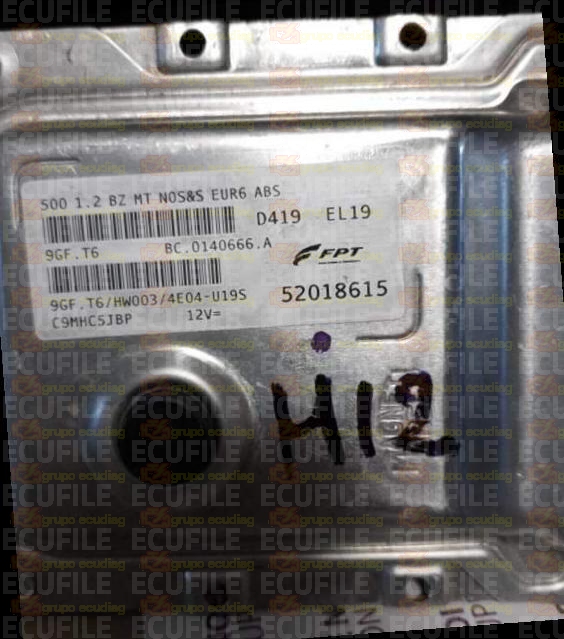 500 1.2 BZ MT NOS&S EUR6 ABS
D419 EL19
9GF.T6 BC.0140666.A
FPT
9GF.T6/HW003/4E04-U19S
52018615
C9MHC5JBP 12V=
412
ECUFILE
grupo ecudiag